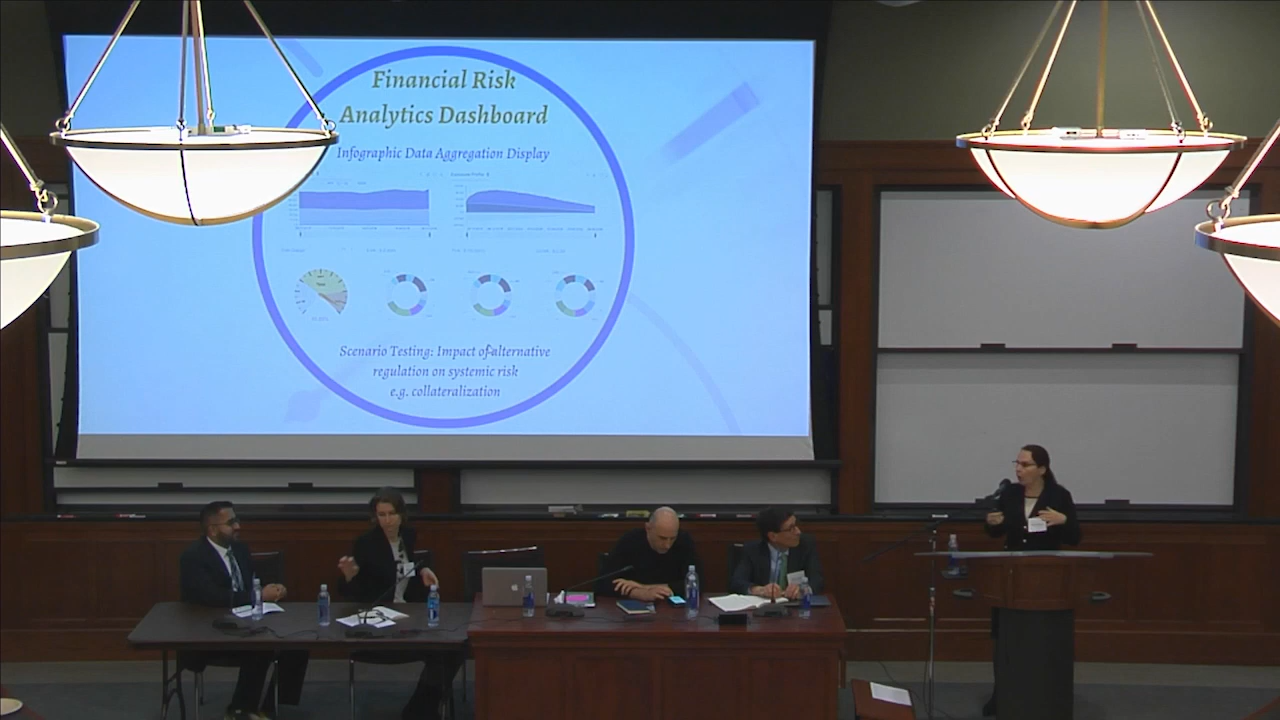 Financial Risk
Analytics Dashboard
Infographic Data Aggregation Display
Scenario Testing: Impact of alternative
regulation on systemic risk
e.g. collateralization